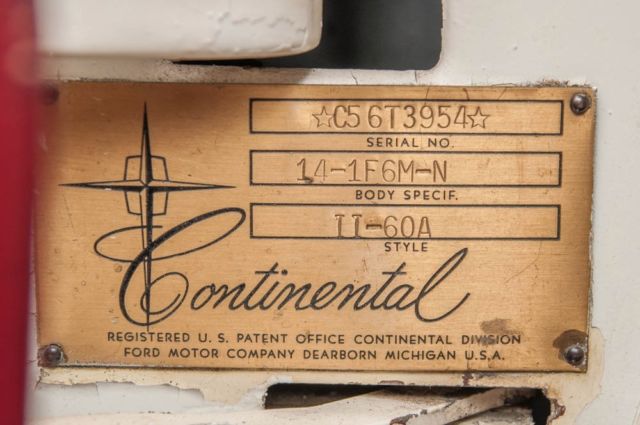 ☆C56T3954☆
SERIAL NO.
14-1F6M-N
BODY SPECIF.
II-60A
STYLE
Continental
REGISTERED U.S. PATENT OFFICE CONTINENTAL DIVISION
FORD MOTOR COMPANY DEARBORN MICHIGAN U.S.A.